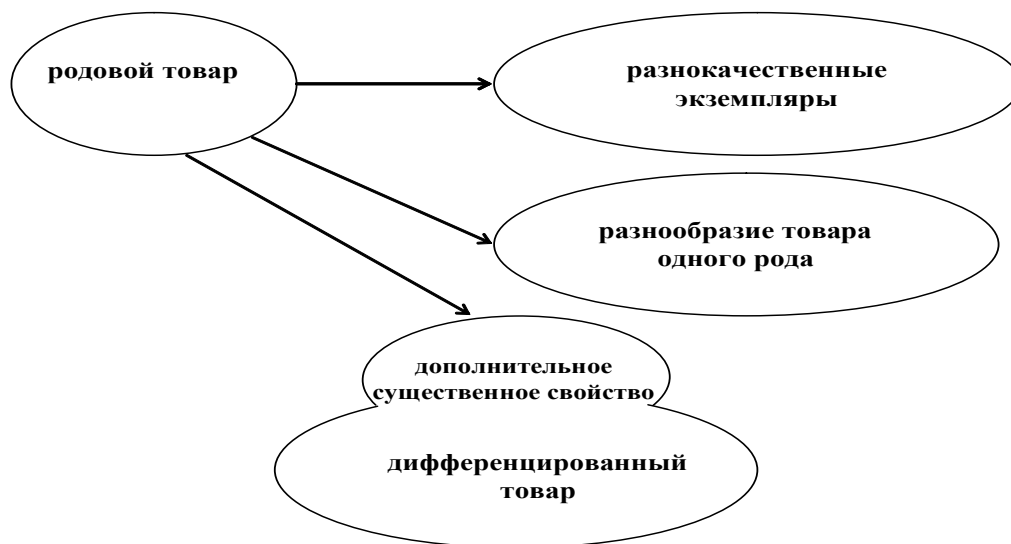 родовой товар
разнокачественные
экземпляры
разнообразие товара
одного рода
дополнительное
существенное свойство
дифференцированный
товар